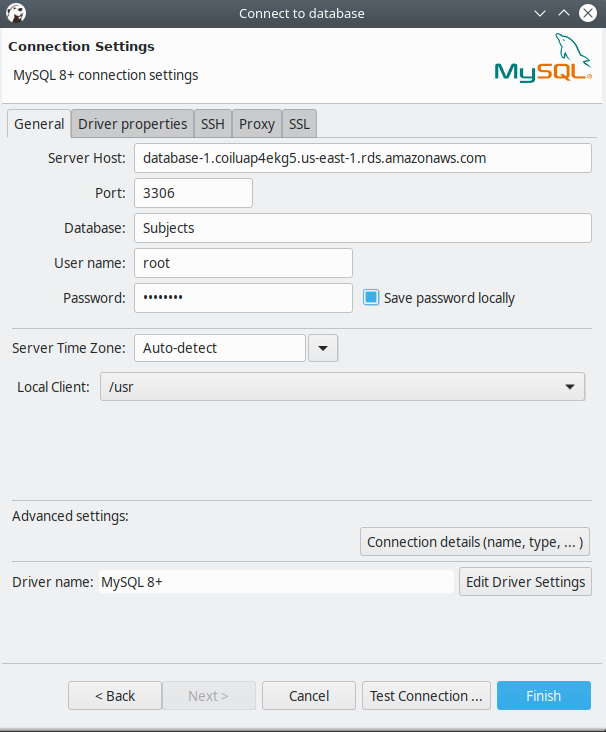 Connect to database
Connection Settings
MySQL 8+ connection settings
MySQL®
General Driver properties SSH Proxy SSL
Server Host: database-1.coiluap4ekg5.us-east-1.rds.amazonaws.com
Port: 3306
Database: Subjects
User name: root
Password: •••••••• Save password locally
Server Time Zone: Auto-detect
Local Client: /usr
Advanced settings:
Connection details (name, type, ... )
Driver name: MySQL 8+ Edit Driver Settings
< Back Next > Cancel Test Connection ... Finish